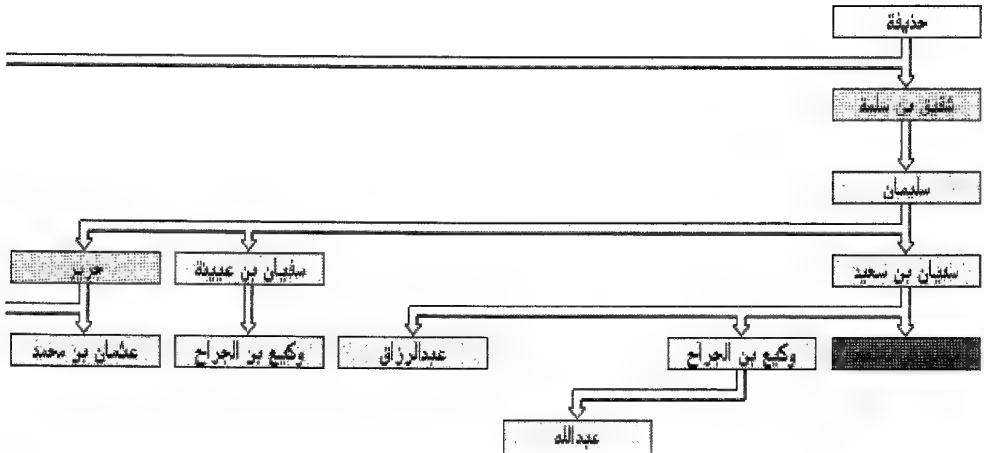 حذيفة
شقيق بن سلمة
سليمان
سفيان بن سعيد
سفيان بن عيينة
جرير
وكيع بن الجراح
عبدالرزاق
وكيع بن الجراح
عثمان بن محمد
عبدالله